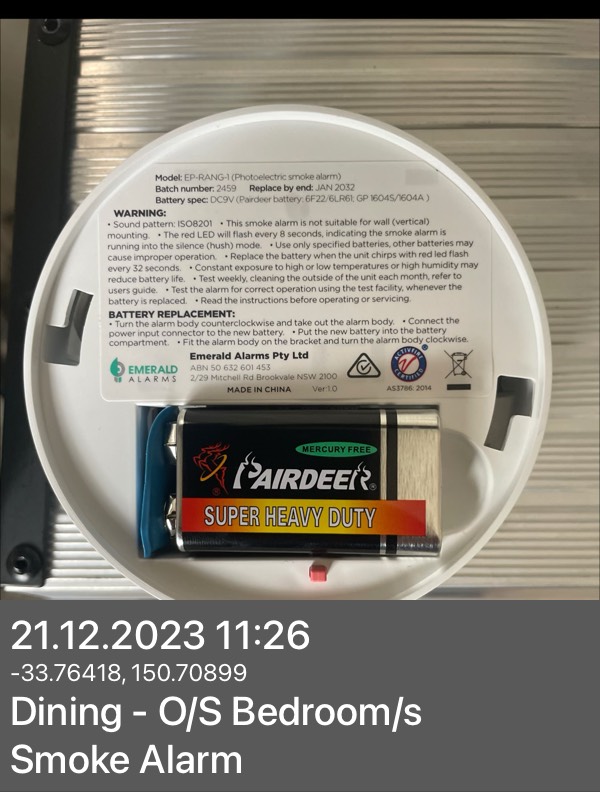 Model: EP-RANG-1 (Photoelectric smoke alarm)
Batch number: 2459 Replace by end: JAN 2032
Battery spec: DC9V (Pairdeer battery: 6F22/6LR61; GP 1604S/1604A )
WARNING:
• Sound pattern: ISO8201 • This smoke alarm is not suitable for wall (vertical)
mounting. • The red LED will flash every 8 seconds, indicating the smoke alarm is
running into the silence (hush) mode. • Use only specified batteries, other batteries may
cause improper operation. • Replace the battery when the unit chirps with red led flash
every 32 seconds. • Constant exposure to high or low temperatures or high humidity may
reduce battery life. • Test weekly, cleaning the outside of the unit each month, refer to
users guide. • Test the alarm for correct operation using the test facility, whenever the
battery is replaced. • Read the instructions before operating or servicing.
BATTERY REPLACEMENT:
• Turn the alarm body counterclockwise and take out the alarm body. • Connect the
power input connector to the new battery. • Put the new battery into the battery
compartment. • Fit the alarm body on the bracket and turn the alarm body clockwise.
EMERALD
ALARMS
Emerald Alarms Pty Ltd
ABN 50 632 601 453
2/29 Mitchell Rd Brookvale NSW 2100
MADE IN CHINA Ver:1.0
ACTIVFIRE
CERTIFIED
®
AS3786: 2014
MERCURY FREE
PAIRDEER®
SUPER HEAVY DUTY
21.12.2023 11:26
-33.76418, 150.70899
Dining - O/S Bedroom/s
Smoke Alarm